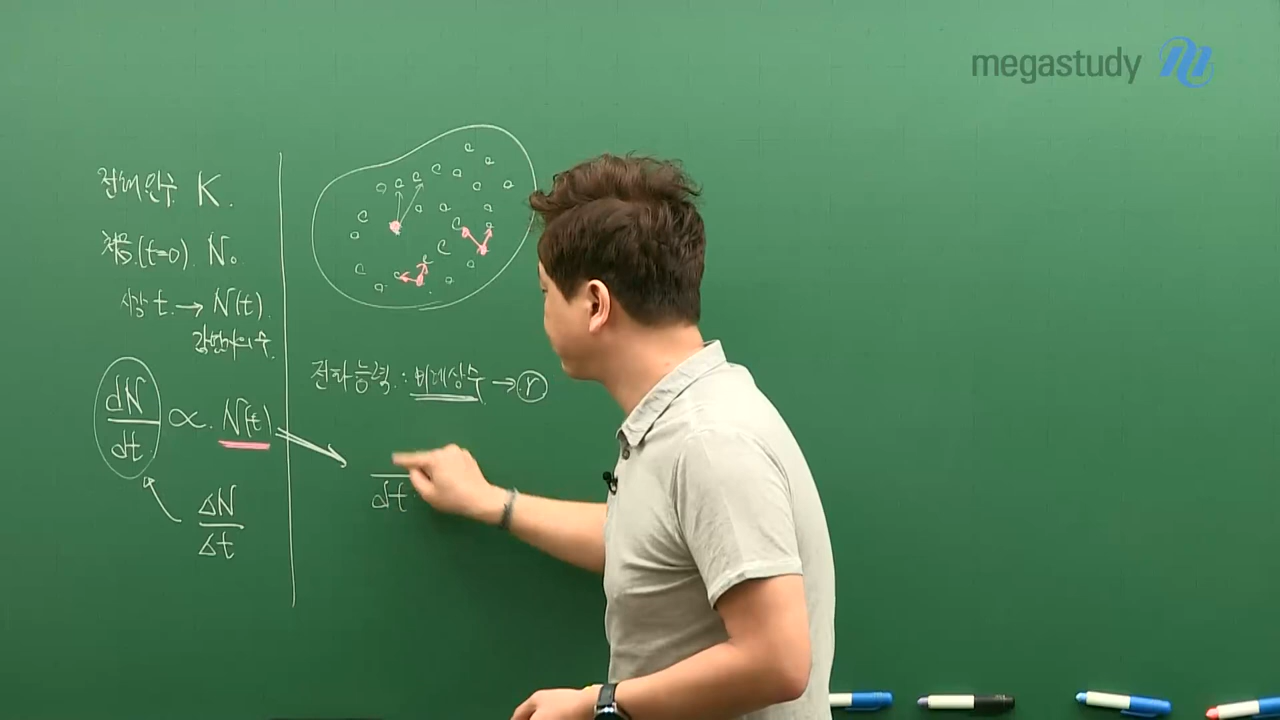 megastudy
전체인구 K.
처음(t=0). N₀
시각 t. → N(t).
감염자의 수.
dN/dt ∝. N(t)
ΔN/Δt
전파능력.: 비례상수 → r
dt